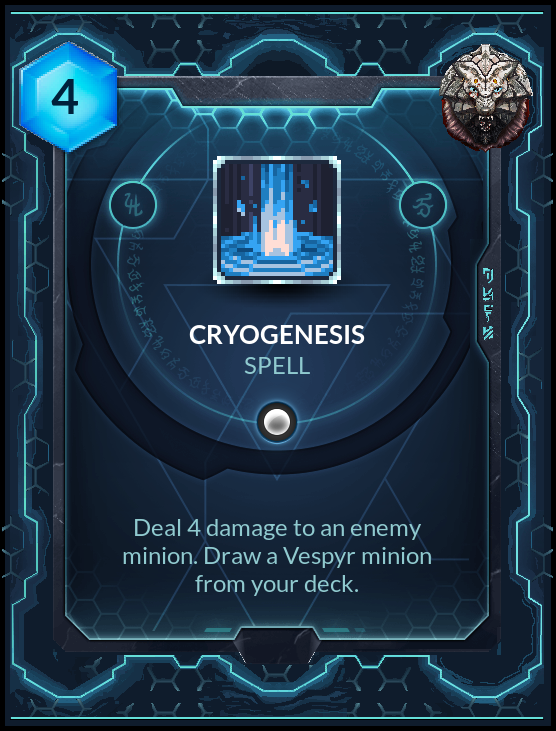 4
CRYOGENESIS
SPELL
Deal 4 damage to an enemy
minion. Draw a Vespyr minion
from your deck.